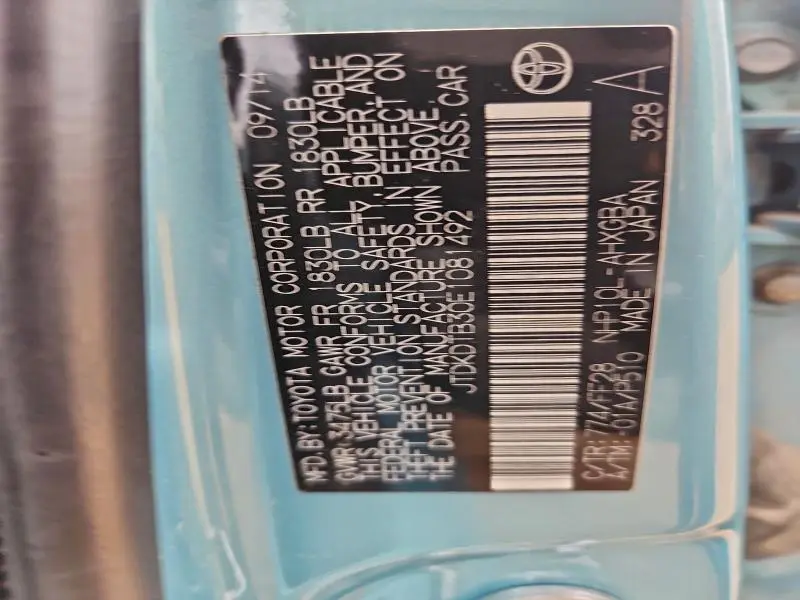 MFD. BY: TOYOTA MOTOR CORPORATION 09/14
GVWR 3475LB GAWR FR 1830LB RR 1830LB
THIS VEHICLE CONFORMS TO ALL APPLICABLE
FEDERAL MOTOR VEHICLE SAFETY, BUMPER, AND
THEFT PREVENTION STANDARDS IN EFFECT ON
THE DATE OF MANUFACTURE SHOWN ABOVE.
JTDKDTB30E1081492 PASS. CAR
C/TR: 774/FF28 NHP10L-AHXGBA 328 A
A/TM: -01A/P510 MADE IN JAPAN